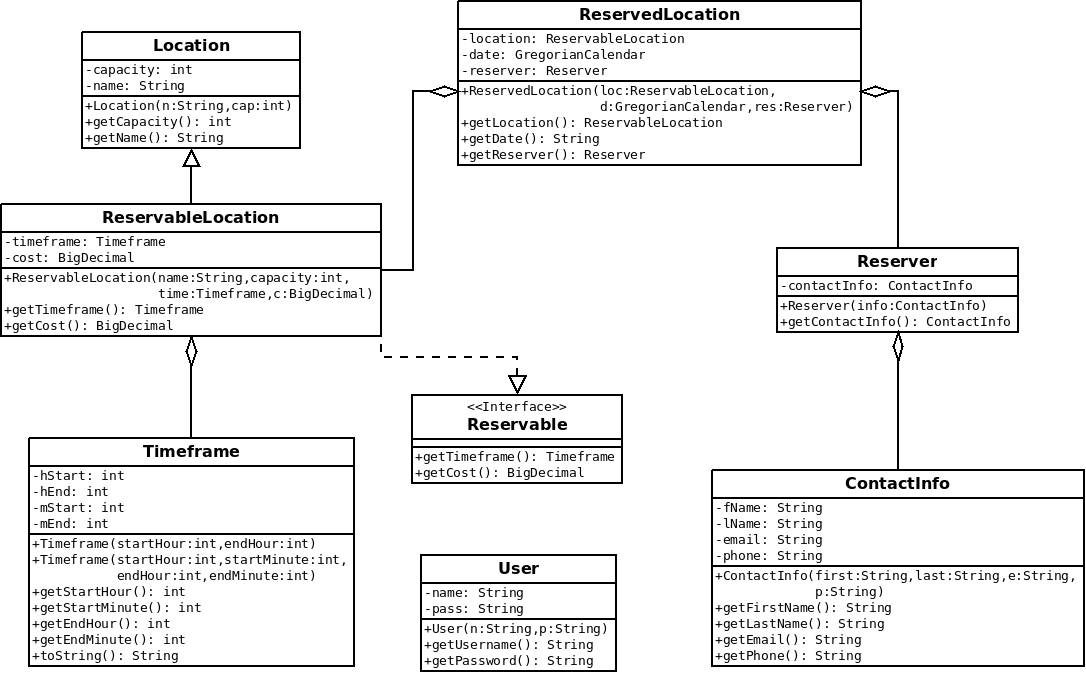 Location
-capacity: int
-name: String
+Location(n:String,cap:int)
+getCapacity(): int
+getName(): String
ReservedLocation
-location: ReservableLocation
-date: GregorianCalendar
-reserver: Reserver
+ReservedLocation(loc:ReservableLocation,
d:GregorianCalendar,res:Reserver)
+getLocation(): ReservableLocation
+getDate(): String
+getReserver(): Reserver
ReservableLocation
-timeframe: Timeframe
-cost: BigDecimal
+ReservableLocation(name:String,capacity:int,
time:Timeframe,c:BigDecimal)
+getTimeframe(): Timeframe
+getCost(): BigDecimal
Reserver
-contactInfo: ContactInfo
+Reserver(info:ContactInfo)
+getContactInfo(): ContactInfo
<<Interface>>
Reservable
+getTimeframe(): Timeframe
+getCost(): BigDecimal
Timeframe
-hStart: int
-hEnd: int
-mStart: int
-mEnd: int
+Timeframe(startHour:int,endHour:int)
+Timeframe(startHour:int,startMinute:int,
endHour:int,endMinute:int)
+getStartHour(): int
+getStartMinute(): int
+getEndHour(): int
+getEndMinute(): int
+toString(): String
User
-name: String
-pass: String
+User(n:String,p:String)
+getUsername(): String
+getPassword(): String
ContactInfo
-fName: String
-lName: String
-email: String
-phone: String
+ContactInfo(first:String,last:String,e:String,
p:String)
+getFirstName(): String
+getLastName(): String
+getEmail(): String
+getPhone(): String